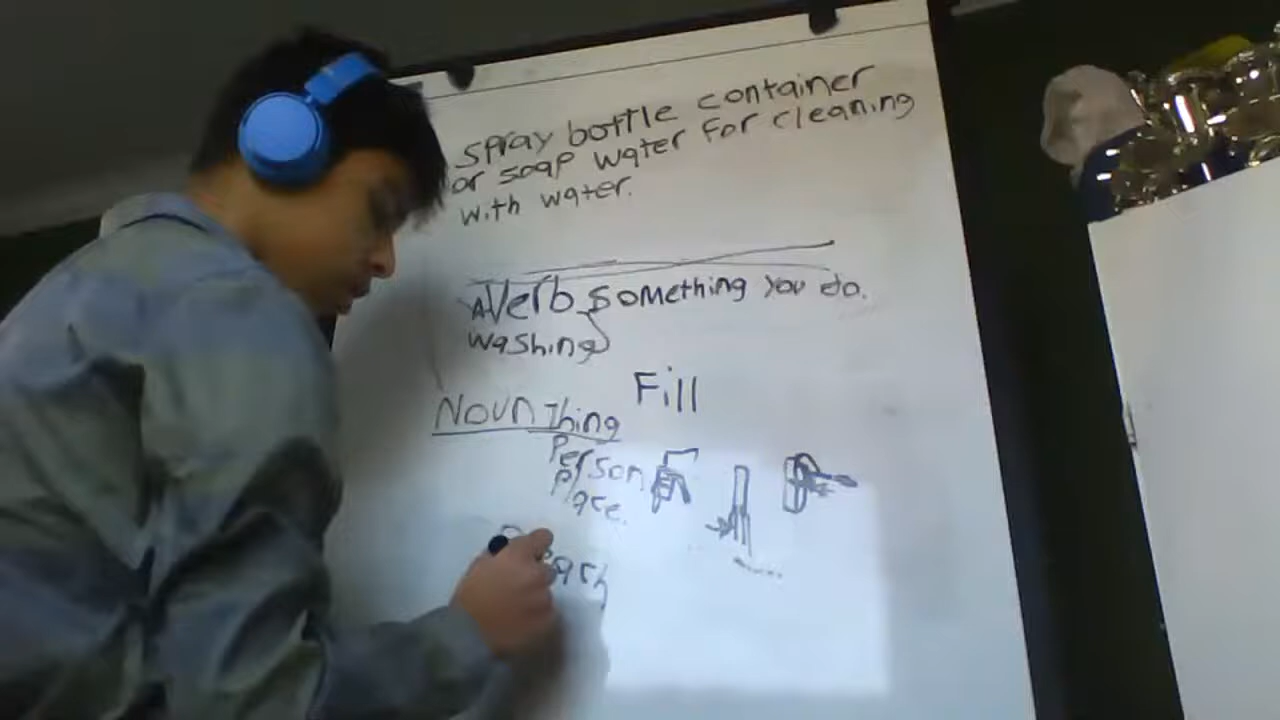 spray bottle container
or soap water for cleaning
with water.
A Verb something you do.
washing
Fill
Noun Thing
Person
Place.